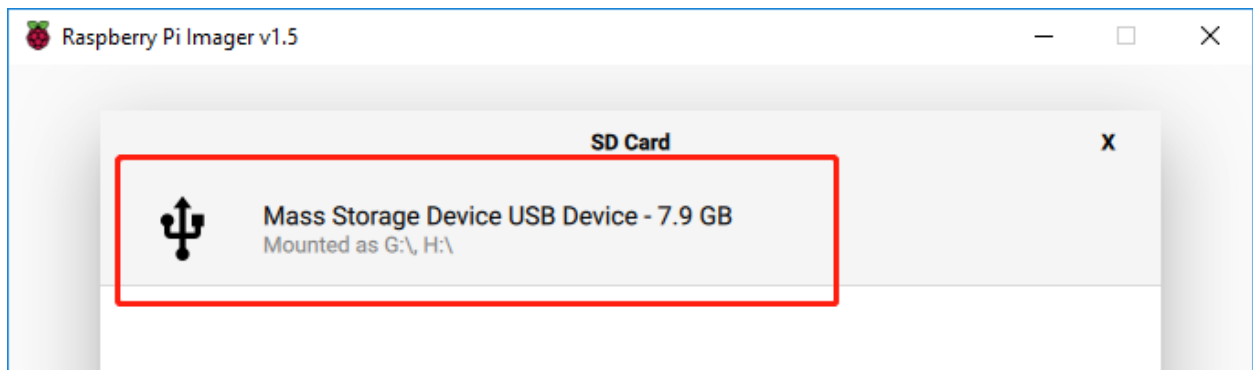 Raspberry Pi Imager v1.5
SD Card
X
Mass Storage Device USB Device - 7.9 GB
Mounted as G:\, H:\